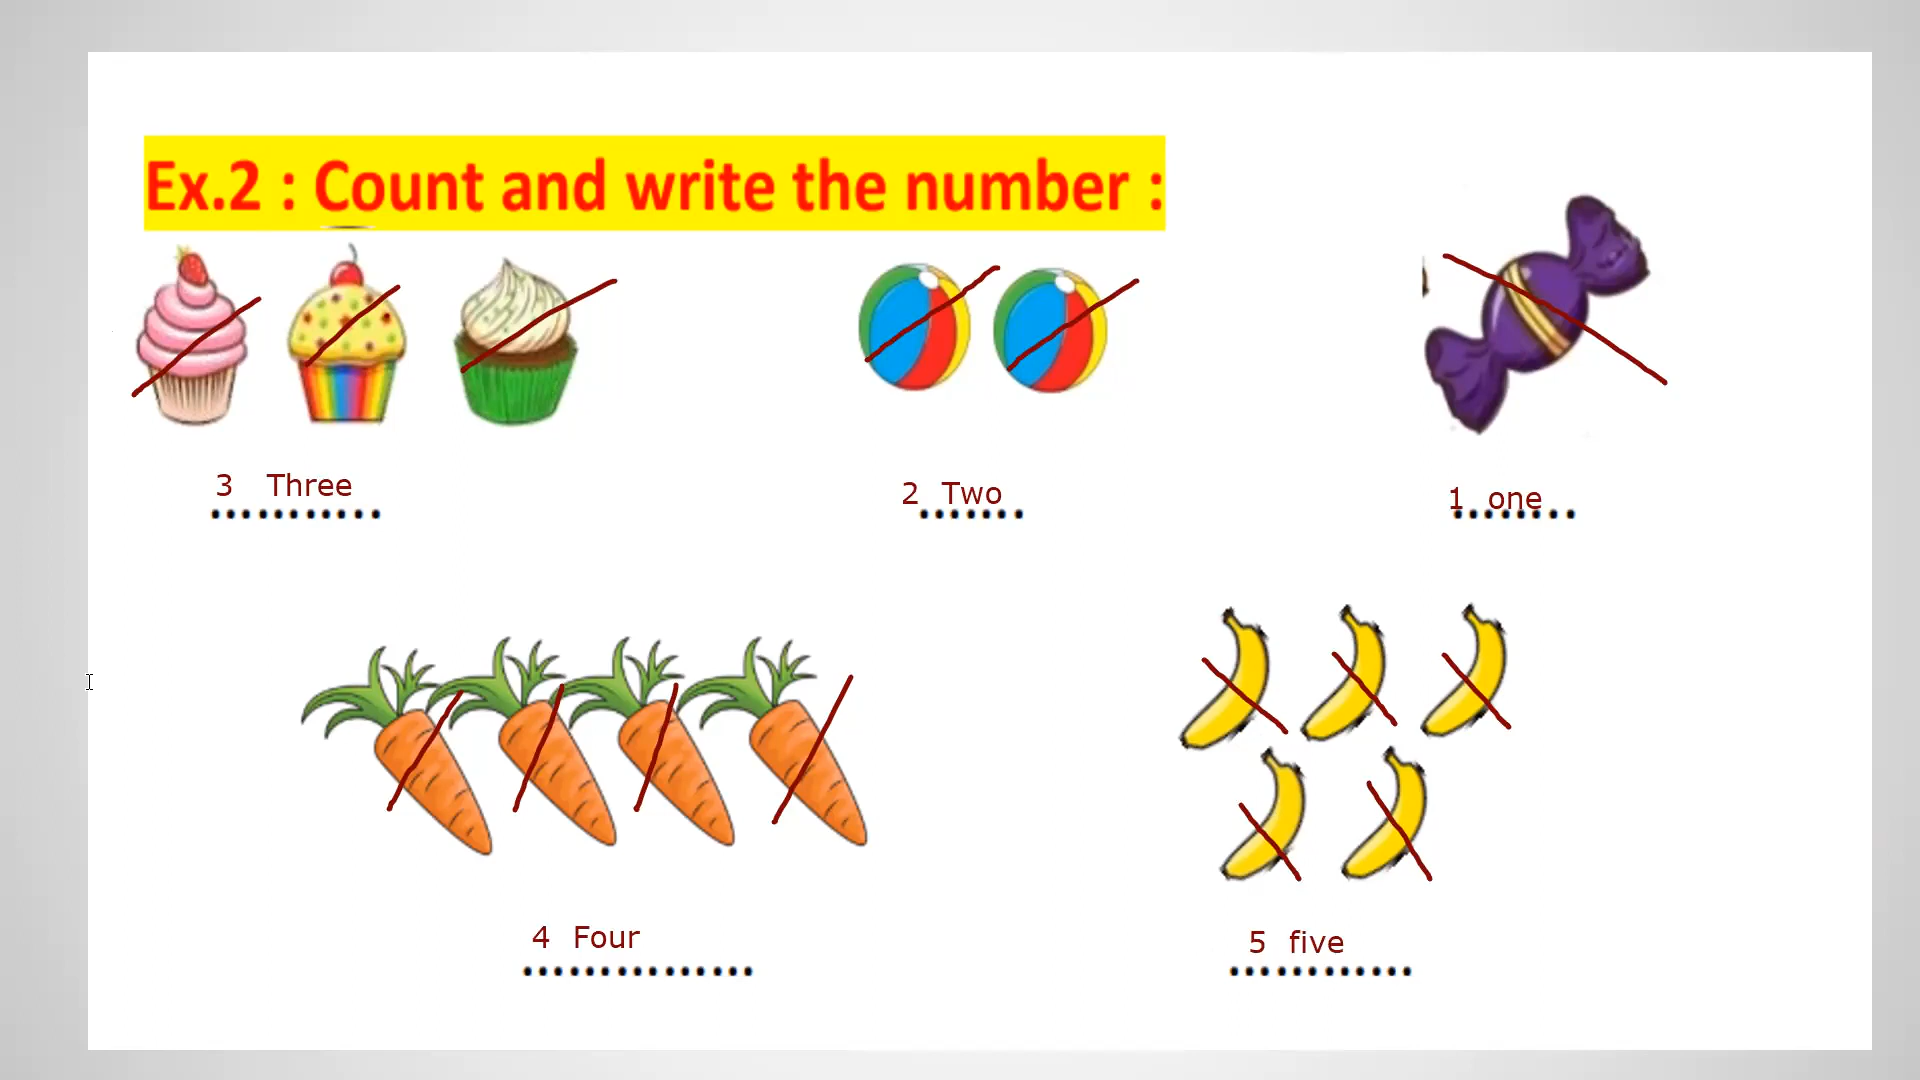 Ex.2 : Count and write the number :
3 Three
...........
2 Two
.......
1 one
........
4 Four
...............
5 five
............